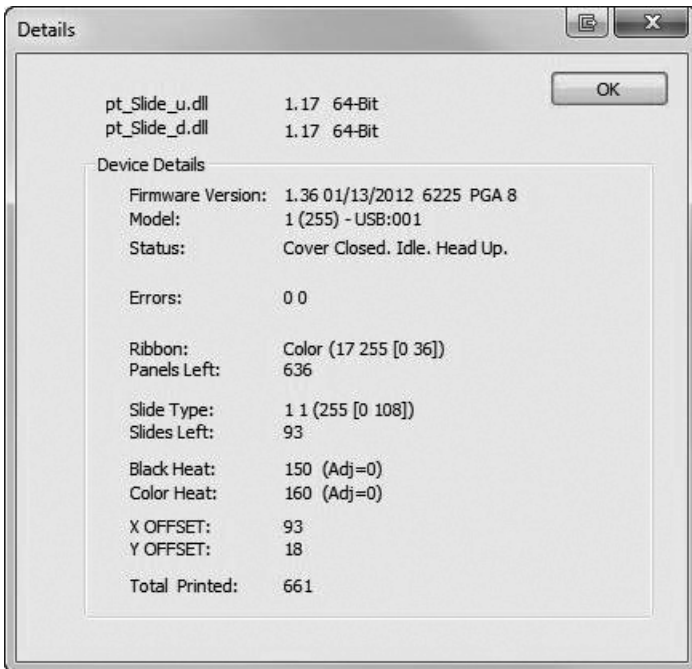 Details
OK
pt_Slide_u.dll 1.17 64-Bit
pt_Slide_d.dll 1.17 64-Bit
Device Details
Firmware Version: 1.36 01/13/2012 6225 PGA 8
Model: 1 (255) - USB:001
Status: Cover Closed. Idle. Head Up.
Errors: 0 0
Ribbon: Color (17 255 [0 36])
Panels Left: 636
Slide Type: 1 1 (255 [0 108])
Slides Left: 93
Black Heat: 150 (Adj=0)
Color Heat: 160 (Adj=0)
X OFFSET: 93
Y OFFSET: 18
Total Printed: 661